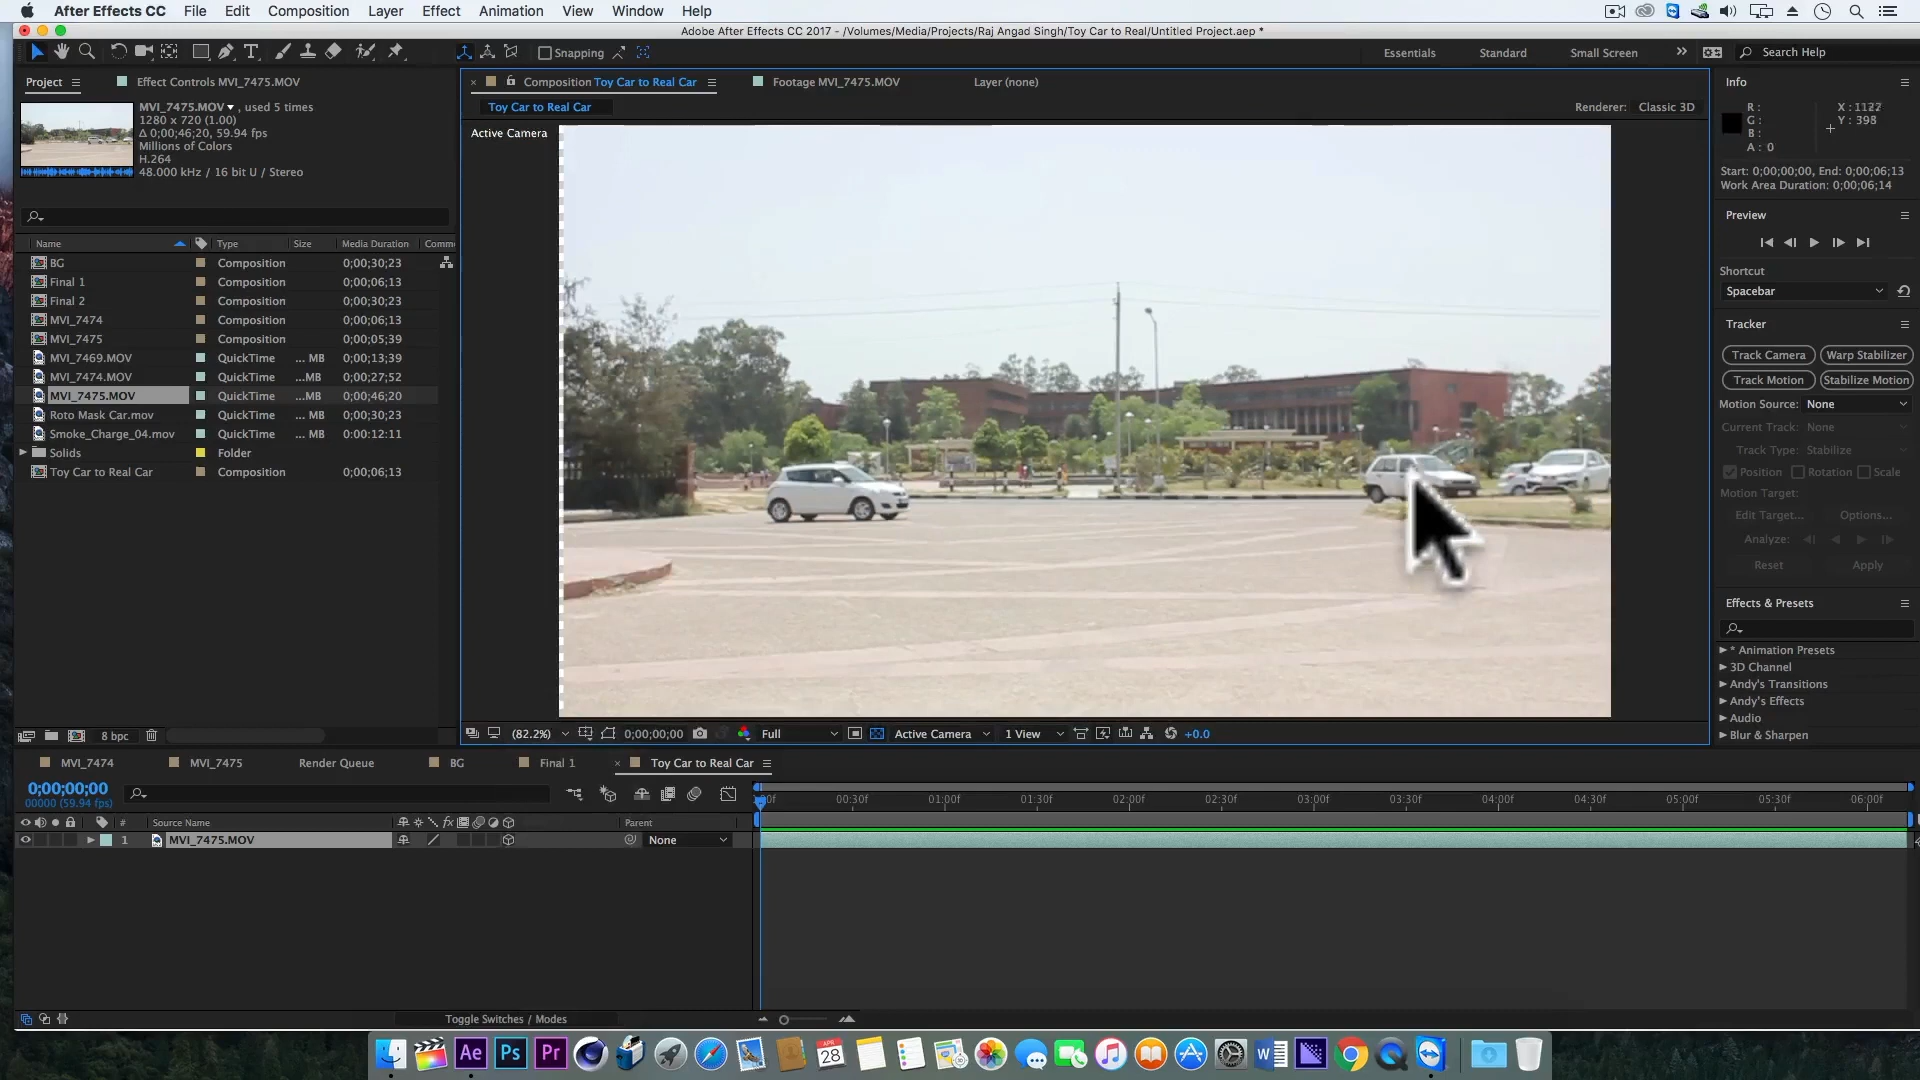 After Effects CC File Edit Composition Layer Effect Animation View Window Help
Adobe After Effects CC 2017 - /Volumes/Media/Projects/Raj Angad Singh/Toy Car to Real/Untitled Project.aep *
Snapping
Essentials Standard Small Screen
Search Help
Project
Effect Controls MVI_7475.MOV
Composition Toy Car to Real Car
Footage MVI_7475.MOV
Layer (none)
Info
Toy Car to Real Car
Renderer: Classic 3D
MVI_7475.MOV , used 5 times
1280 x 720 (1.00)
Δ 0;00;46;20, 59.94 fps)
Millions of Colors
H.264
48.000 kHz / 16 bit U / Stereo
Active Camera
R :
G :
B :
A : 0
X : 1122
Y : 398
Start: 0;00;00;00, End: 0;00;06;13
Work Area Duration: 0;00;06;14
Preview
Shortcut
Spacebar
Name Type Size Media Duration Comme
BG Composition 0;00;30;23
Final 1 Composition 0;00;06;13
Final 2 Composition 0;00;30;23
MVI_7474 Composition 0;00;06;13
MVI_7475 Composition 0;00;05;39
MVI_7469.MOV QuickTime ... MB 0;00;13;39
MVI_7474.MOV QuickTime ...MB 0;00;27;52
MVI_7475.MOV QuickTime ...MB 0;00;46;20
Roto Mask Car.mov QuickTime ... MB 0;00;30;23
Smoke_Charge_04.mov QuickTime ... MB 0:00:12:11
Solids Folder
Toy Car to Real Car Composition 0;00;06;13
Tracker
Track Camera Warp Stabilizer
Track Motion Stabilize Motion
Motion Source: None
Current Track: None
Track Type: Stabilize
Position Rotation Scale
Motion Target:
Edit Target... Options...
Analyze:
Reset Apply
Effects & Presets
* Animation Presets
3D Channel
Andy's Transitions
Andy's Effects
Audio
Blur & Sharpen
8 bpc
(82.2%) 0;00;00;00 Full Active Camera 1 View +0.0
MVI_7474 MVI_7475 Render Queue BG Final 1 Toy Car to Real Car
0;00;00;00
00000 (59.94 fps)
00:30f 01:00f 01:30f 02:00f 02:30f 03:00f 03:30f 04:00f 04:30f 05:00f 05:30f 06:00f
# Source Name Parent
1 MVI_7475.MOV None
Toggle Switches / Modes
Ae Ps Pr
APR
28
W